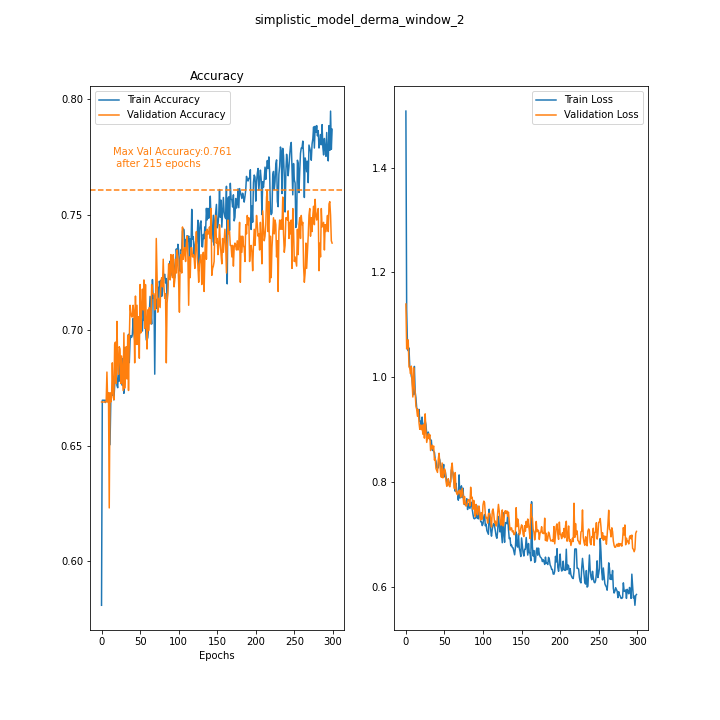 simplistic_model_derma_window_2
Accuracy
Train Accuracy
Validation Accuracy
Max Val Accuracy:0.761
after 215 epochs
0.80
0.75
0.70
0.65
0.60
0 50 100 150 200 250 300
Epochs
Train Loss
Validation Loss
1.4
1.2
1.0
0.8
0.6
0 50 100 150 200 250 300